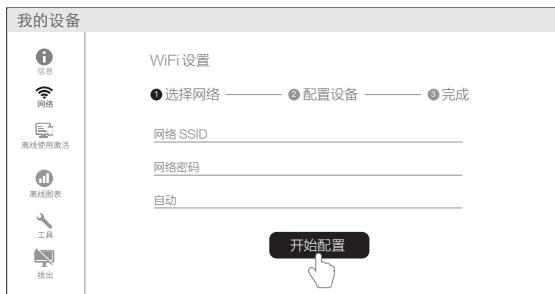 我的设备
信息
网络
离线使用激活
离线图表
工具
拔出
WiFi 设置
❶ 选择网络 ❷ 配置设备 ❸ 完成
网络 SSID
网络密码
自动
开始配置